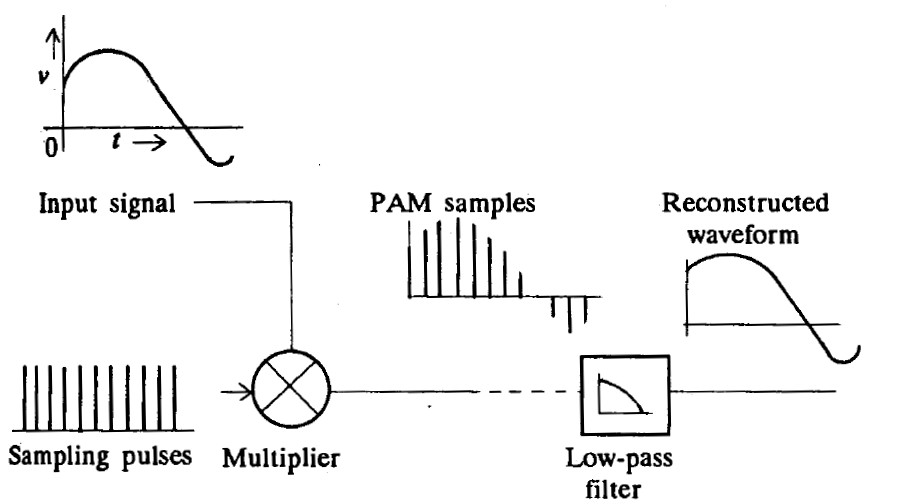 v
0
t
Input signal
PAM samples
Reconstructed
waveform
Sampling pulses
Multiplier
Low-pass
filter